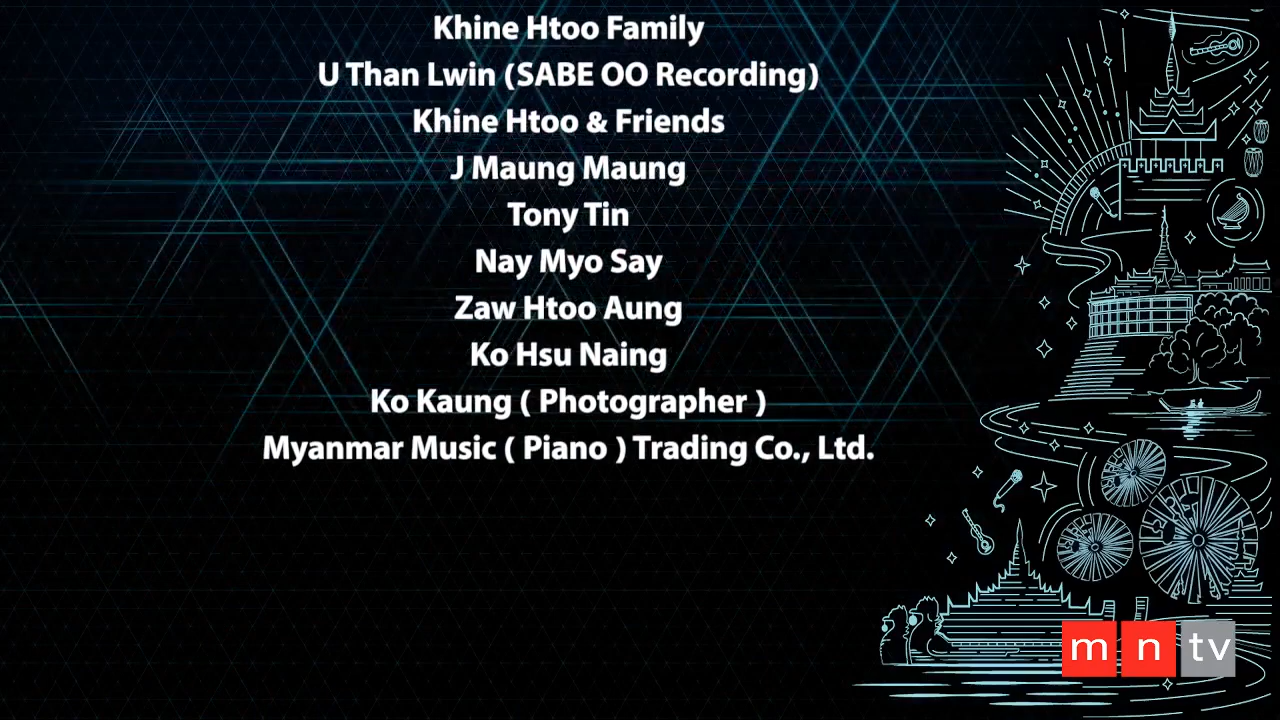 Khine Htoo Family
U Than Lwin (SABE OO Recording)
Khine Htoo & Friends
J Maung Maung
Tony Tin
Nay Myo Say
Zaw Htoo Aung
Ko Hsu Naing
Ko Kaung ( Photographer )
Myanmar Music ( Piano ) Trading Co., Ltd.
mntv